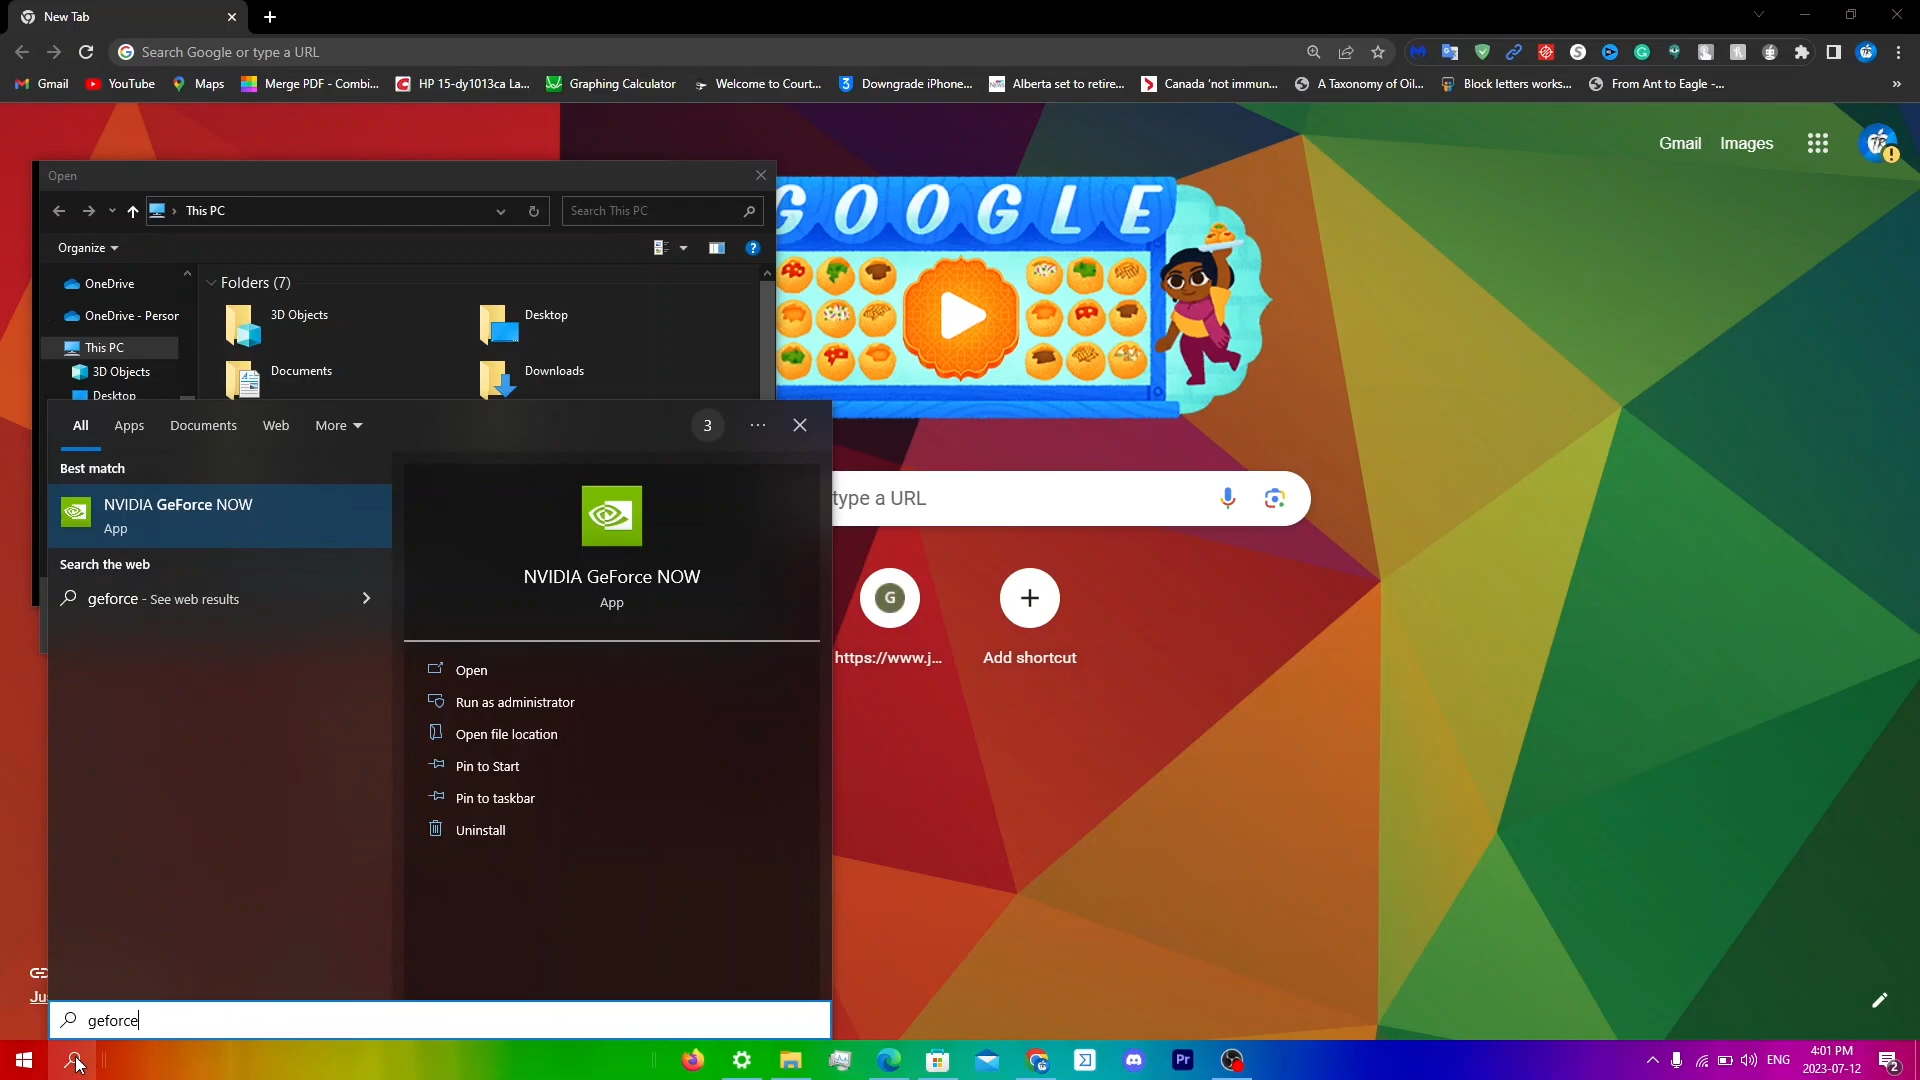 New Tab
Search Google or type a URL
Gmail
YouTube
Maps
Merge PDF - Combi...
HP 15-dy1013ca La...
Graphing Calculator
Welcome to Court...
Downgrade iPhone...
Alberta set to retire...
Canada 'not immun...
A Taxonomy of Oil...
Block letters works...
From Ant to Eagle -...
»
Gmail
Images
Open
This PC
Search This PC
Organize
OneDrive
OneDrive - Person
This PC
3D Objects
Desktop
Folders (7)
3D Objects
Desktop
Documents
Downloads
GOOGLE
type a URL
G
https://www.j...
Add shortcut
All
Apps
Documents
Web
More
3
Best match
NVIDIA GeForce NOW
App
Search the web
geforce - See web results
NVIDIA GeForce NOW
App
Open
Run as administrator
Open file location
Pin to Start
Pin to taskbar
Uninstall
Ju
geforce
Pr
ENG
4:01 PM
2023-07-12
2